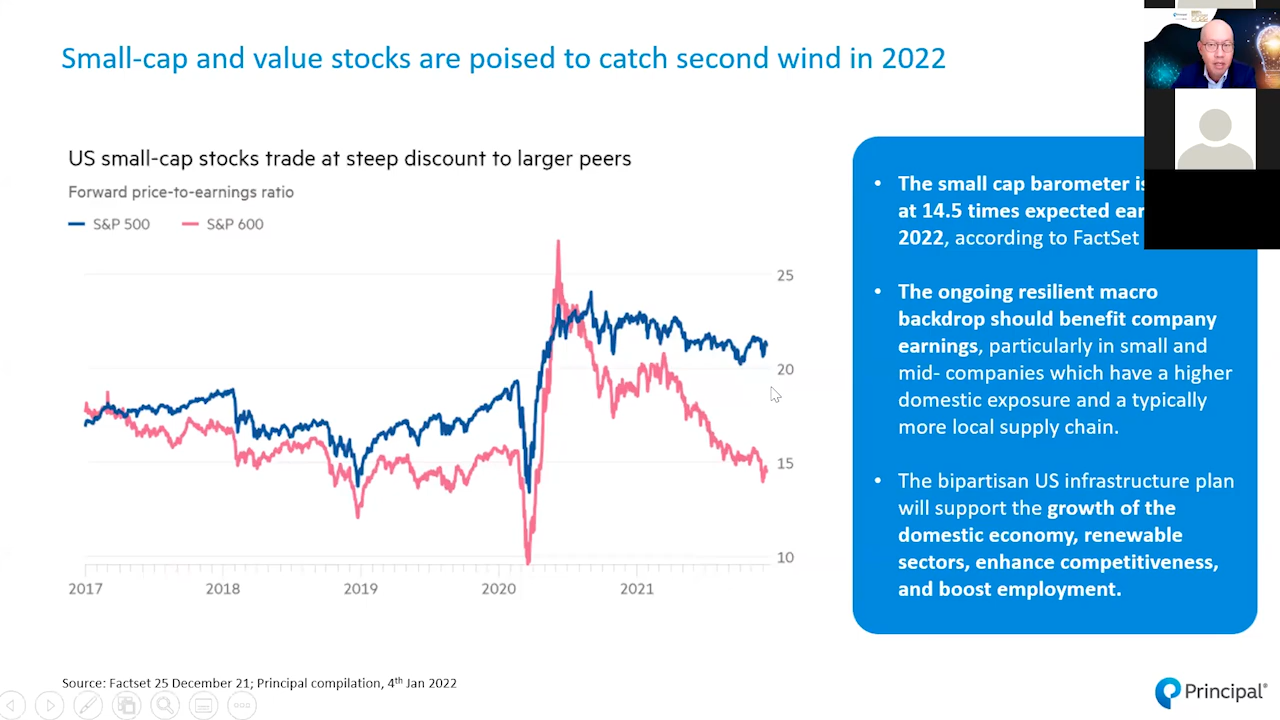 Small-cap and value stocks are poised to catch second wind in 2022
US small-cap stocks trade at steep discount to larger peers
Forward price-to-earnings ratio
S&P 500 S&P 600
25
20
15
10
2017 2018 2019 2020 2021
• The small cap barometer
at 14.5 times expected
2022, according to FactSet
• The ongoing resilient macro
backdrop should benefit company
earnings, particularly in small and
mid- companies which have a higher
domestic exposure and a typically
more local supply chain.
• The bipartisan US infrastructure plan
will support the growth of the
domestic economy, renewable
sectors, enhance competitiveness,
and boost employment.
Source: Factset 25 December 21; Principal compilation, 4th Jan 2022
Principal®